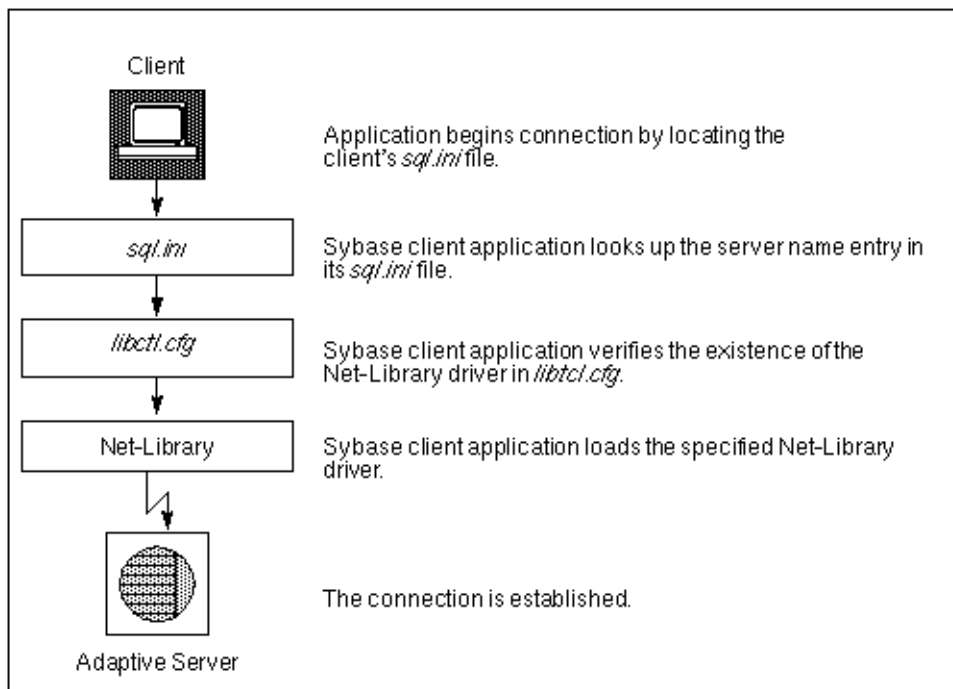 Client
Application begins connection by locating the
client's sql.ini file.
sql.ini
Sybase client application looks up the server name entry in
its sql.ini file.
libctl.cfg
Sybase client application verifies the existence of the
Net-Library driver in libtcl.cfg.
Net-Library
Sybase client application loads the specified Net-Library
driver.
The connection is established.
Adaptive Server